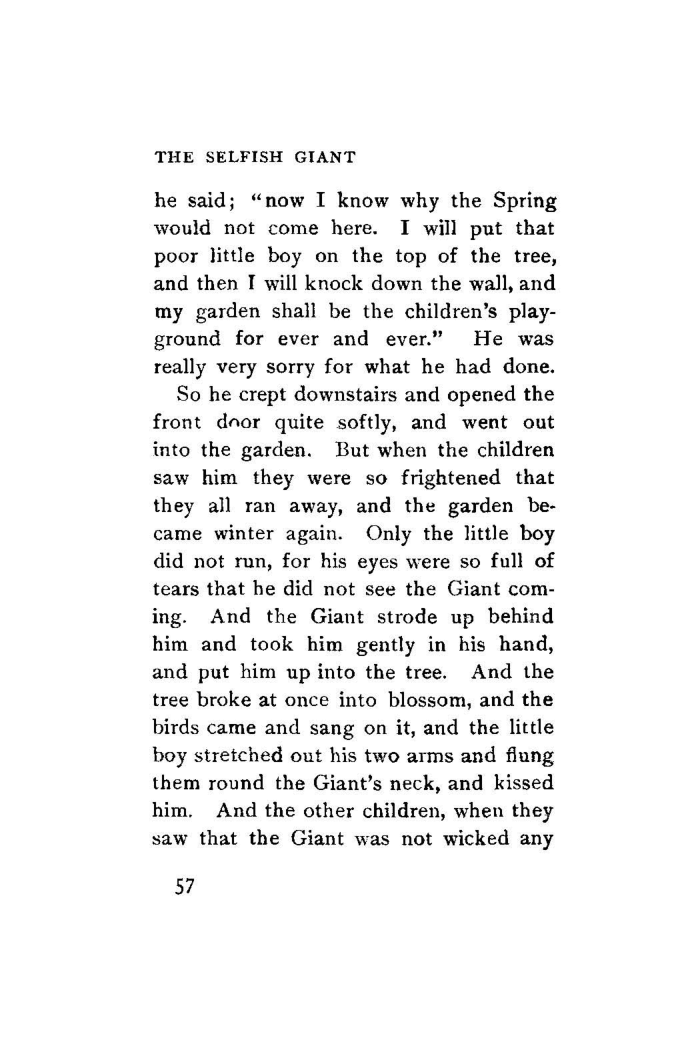 THE SELFISH GIANT
he said; “now I know why the Spring
would not come here. I will put that
poor little boy on the top of the tree,
and then I will knock down the wall, and
my garden shall be the children’s play-
ground for ever and ever.” He was
really very sorry for what he had done.
So he crept downstairs and opened the
front door quite softly, and went out
into the garden. But when the children
saw him they were so frightened that
they all ran away, and the garden be-
came winter again. Only the little boy
did not run, for his eyes were so full of
tears that he did not see the Giant com-
ing. And the Giant strode up behind
him and took him gently in his hand,
and put him up into the tree. And the
tree broke at once into blossom, and the
birds came and sang on it, and the little
boy stretched out his two arms and flung
them round the Giant’s neck, and kissed
him. And the other children, when they
saw that the Giant was not wicked any
57